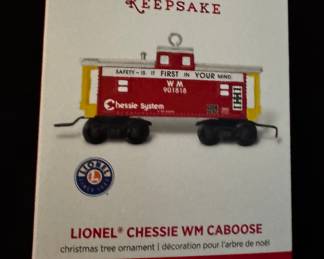 KEEPSAKE
SAFETY-IS IT FIRST IN YOUR MIND.
WM
901818
Chessie System
LIONEL
LIONEL® CHESSIE WM CABOOSE
christmas tree ornament | décoration pour l'arbre de noël